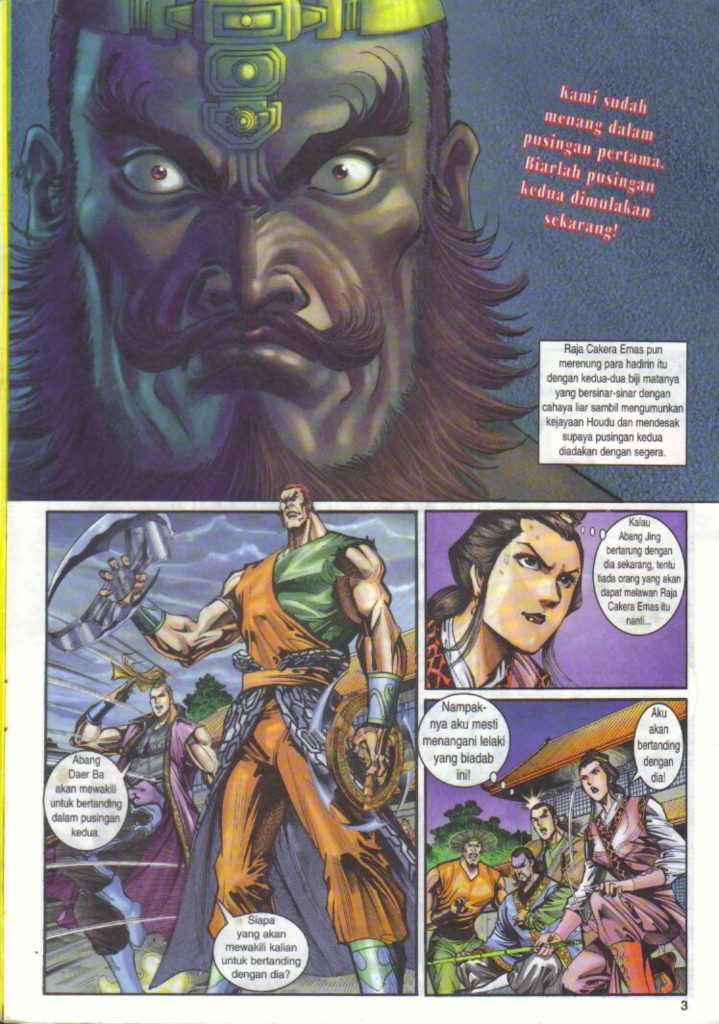 Kami sudah
menang dalam
pusingan pertama.
Biarlah pusingan
kedua dimulakan
sekarang!
Raja Cakera Emas pun
merenung para hadirin itu
dengan kedua-dua biji matanya
yang bersinar-sinar dengan
cahaya liar sambil mengumunkan
kejayaan Houdu dan mendesak
supaya pusingan kedua
diadakan dengan segera.
Abang
Daer Ba
akan mewakili
untuk bertanding
dalam pusingan
kedua.
Siapa
yang akan
mewakili kalian
untuk bertanding
dengan dia?
Kalau
Abang Jing
bertarung dengan
dia sekarang, tentu
tiada orang yang akan
dapat melawan Raja
Cakera Emas itu
nanti...
Nampak-
nya aku mesti
menangani lelaki
yang biadab
ini!
Aku
akan
bertanding
dengan
dia!
3